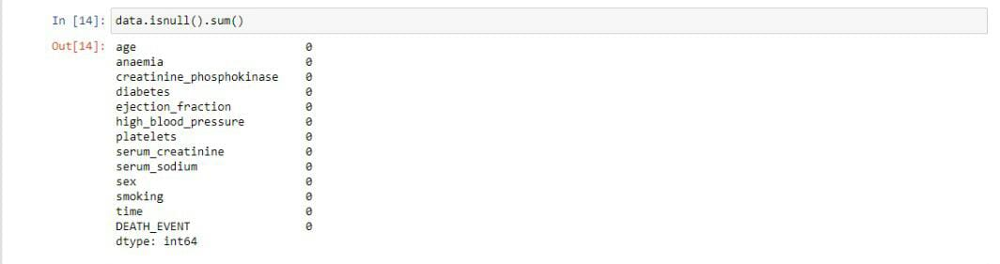 In [14]: data.isnull().sum()
Out[14]: age 0
anaemia 0
creatinine_phosphokinase 0
diabetes 0
ejection_fraction 0
high_blood_pressure 0
platelets 0
serum_creatinine 0
serum_sodium 0
sex 0
smoking 0
time 0
DEATH_EVENT 0
dtype: int64